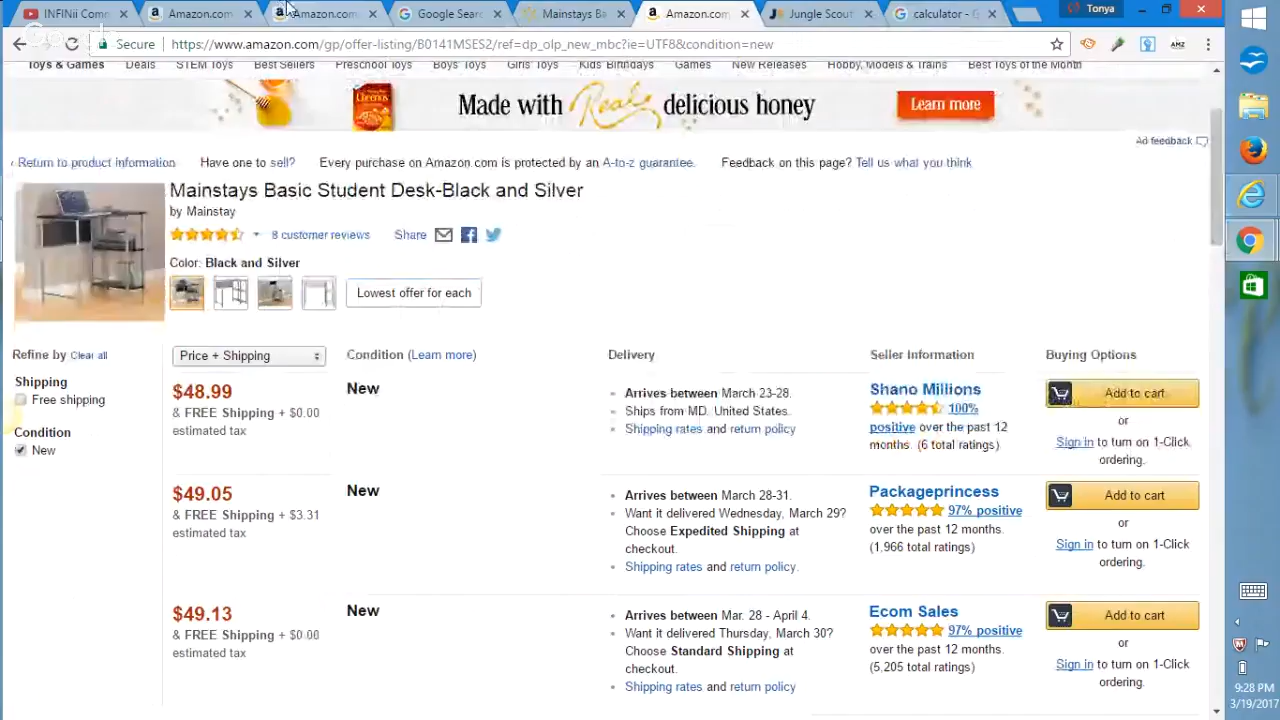 INFINii Com
Amazon.com
Amazon.com
Google Sear
Mainstays Ba
Amazon.com
Jungle Scout
calculator - G
Tonya
Secure
https://www.amazon.com/gp/offer-listing/B0141MSES2/ref=dp_olp_new_mbc?ie=UTF8&condition=new
Toys & Games Deals STEM Toys Best Sellers Preschool Toys Boys Toys Girls Toys Kids Birthdays Games New Releases Hobby, Models & Trains Best Toys of the Month
Cheerios
Made with Real delicious honey
Learn more
Ad feedback
‹ Return to product information Have one to sell? Every purchase on Amazon.com is protected by an A-to-z guarantee. Feedback on this page? Tell us what you think
Mainstays Basic Student Desk-Black and Silver
by Mainstay
8 customer reviews Share
Color: Black and Silver
Lowest offer for each
Refine by Clear all
Shipping
Free shipping
Condition
New
Price + Shipping Condition (Learn more) Delivery Seller Information Buying Options
$48.99
& FREE Shipping + $0.00
estimated tax
New
Arrives between March 23-28.
Ships from MD, United States.
Shipping rates and return policy
Shano Millions
100%
positive over the past 12
months. (6 total ratings)
Add to cart
or
Sign in to turn on 1-Click
ordering.
$49.05
& FREE Shipping + $3.31
estimated tax
New
Arrives between March 28-31.
Want it delivered Wednesday, March 29?
Choose Expedited Shipping at
checkout.
Shipping rates and return policy.
Packageprincess
97% positive
over the past 12 months.
(1,966 total ratings)
Add to cart
or
Sign in to turn on 1-Click
ordering.
$49.13
& FREE Shipping + $0.00
estimated tax
New
Arrives between Mar. 28 - April 4.
Want it delivered Thursday, March 30?
Choose Standard Shipping at
checkout.
Shipping rates and return policy
Ecom Sales
97% positive
over the past 12 months.
(5,205 total ratings)
Add to cart
or
Sign in to turn on 1-Click
ordering.
9:28 PM
3/19/2017